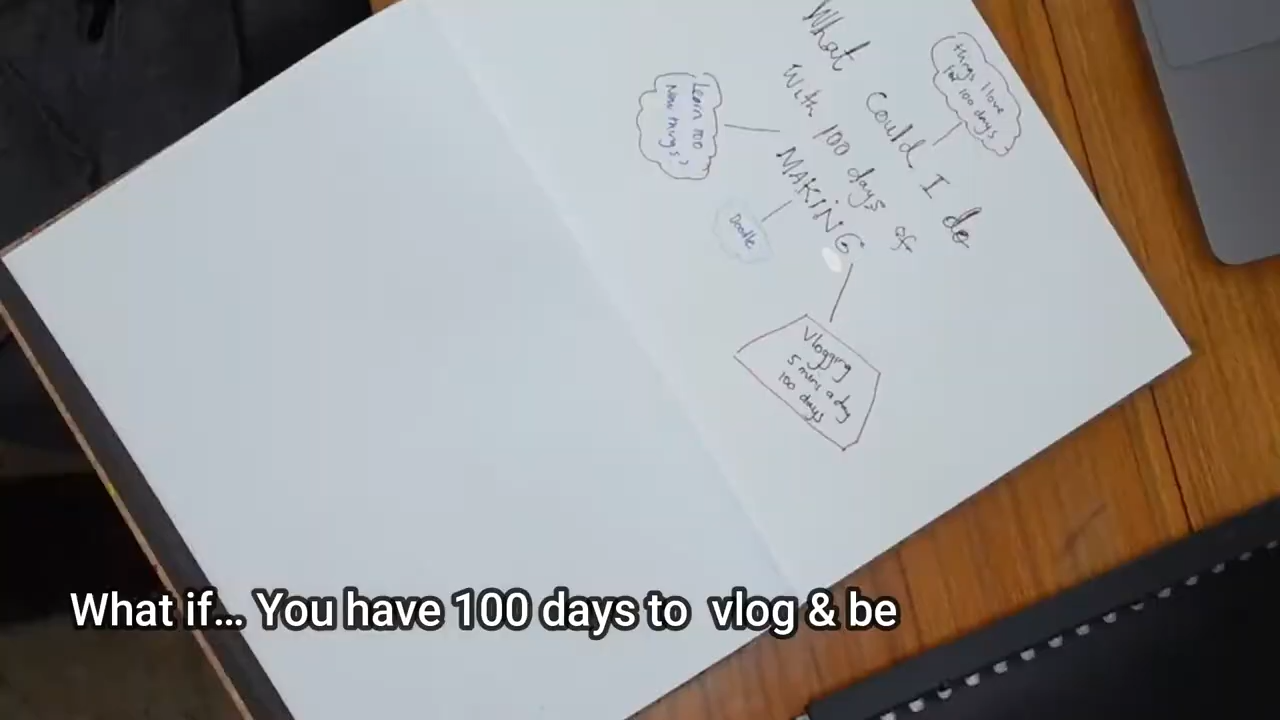 What could I do
With 100 days of
MAKING
things I love
for 100 days
Learn 100
New things?
Doodle
Vlogging
5 mins a day
100 days
What if... You have 100 days to  vlog & be